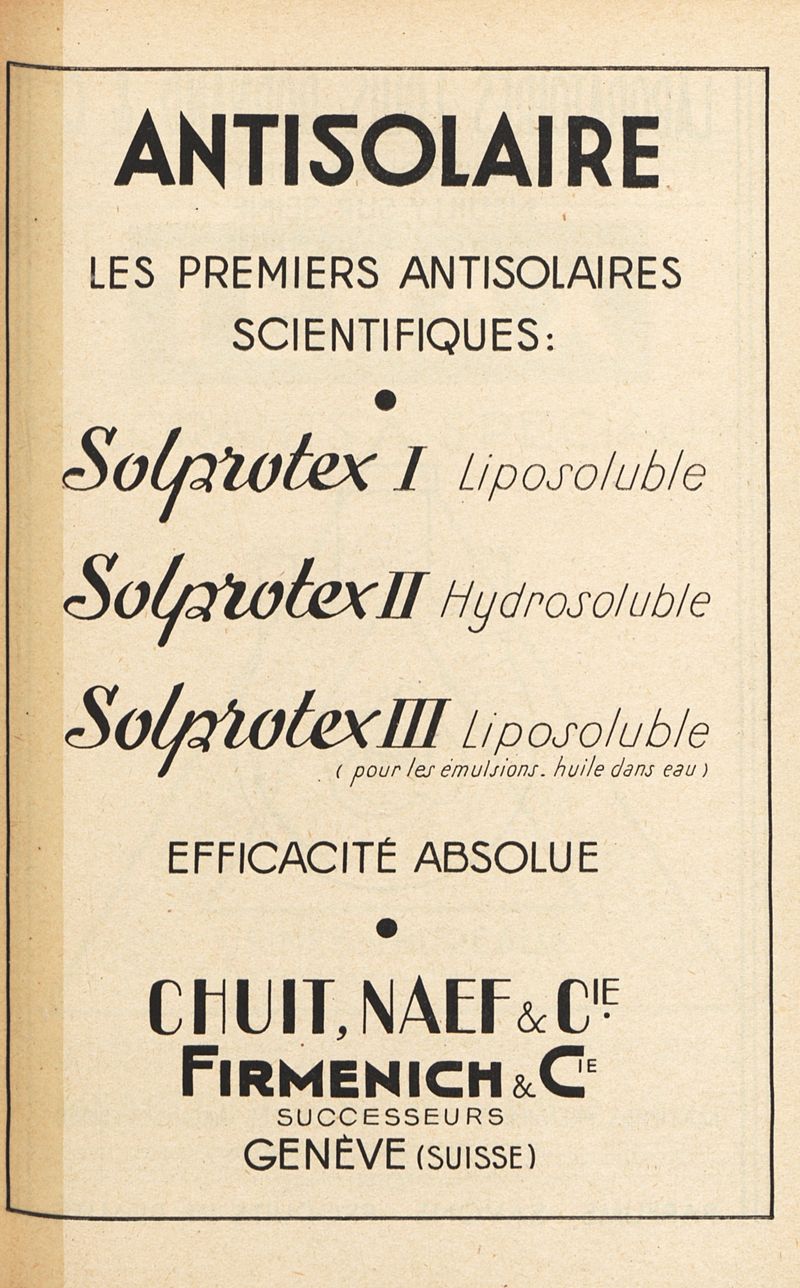 ANTISOLAIRE
LES PREMIERS ANTISOLAIRES
SCIENTIFIQUES:
Solprotex I Liposoluble
Solprotex II Hydrosoluble
Solprotex III Liposoluble
( pour les émulsions. huile dans eau )
EFFICACITÉ ABSOLUE
CHUIT, NAEF & CIE.
FIRMENICH & CIE
SUCCESSEURS
GENÈVE (SUISSE)